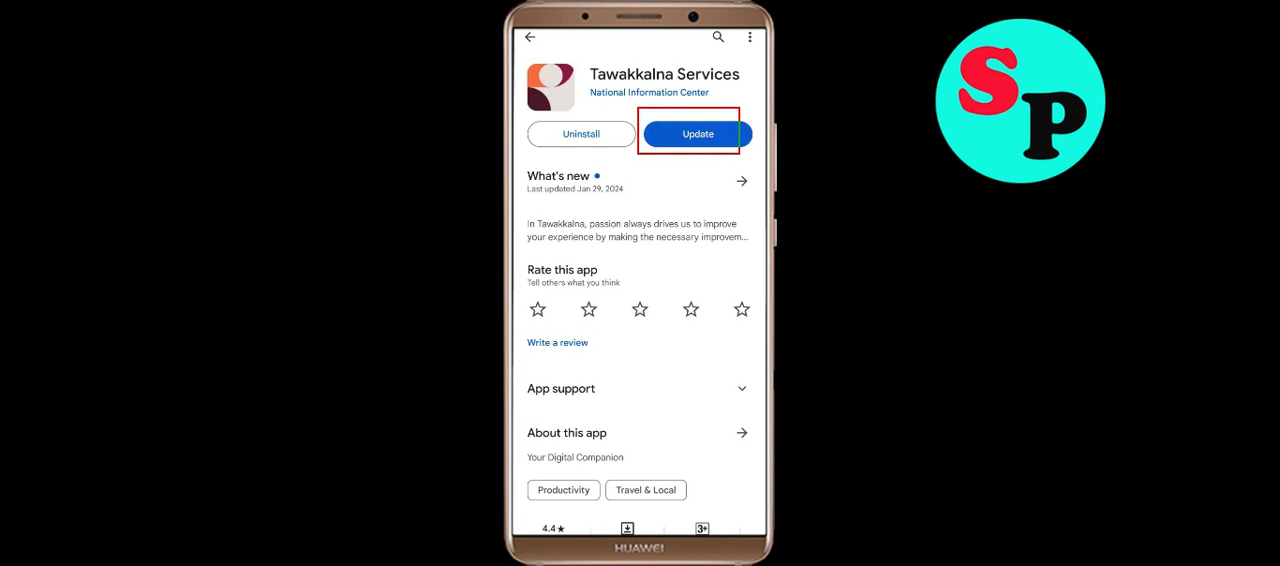 Tawakkalna Services
National Information Center
Uninstall
Update
What's new
Last updated Jan 29, 2024
In Tawakkalna, passion always drives us to improve
your experience by making the necessary improvem...
Rate this app
Tell others what you think
Write a review
App support
About this app
Your Digital Companion
Productivity
Travel & Local
4.4★
3+
HUAWEI
SP